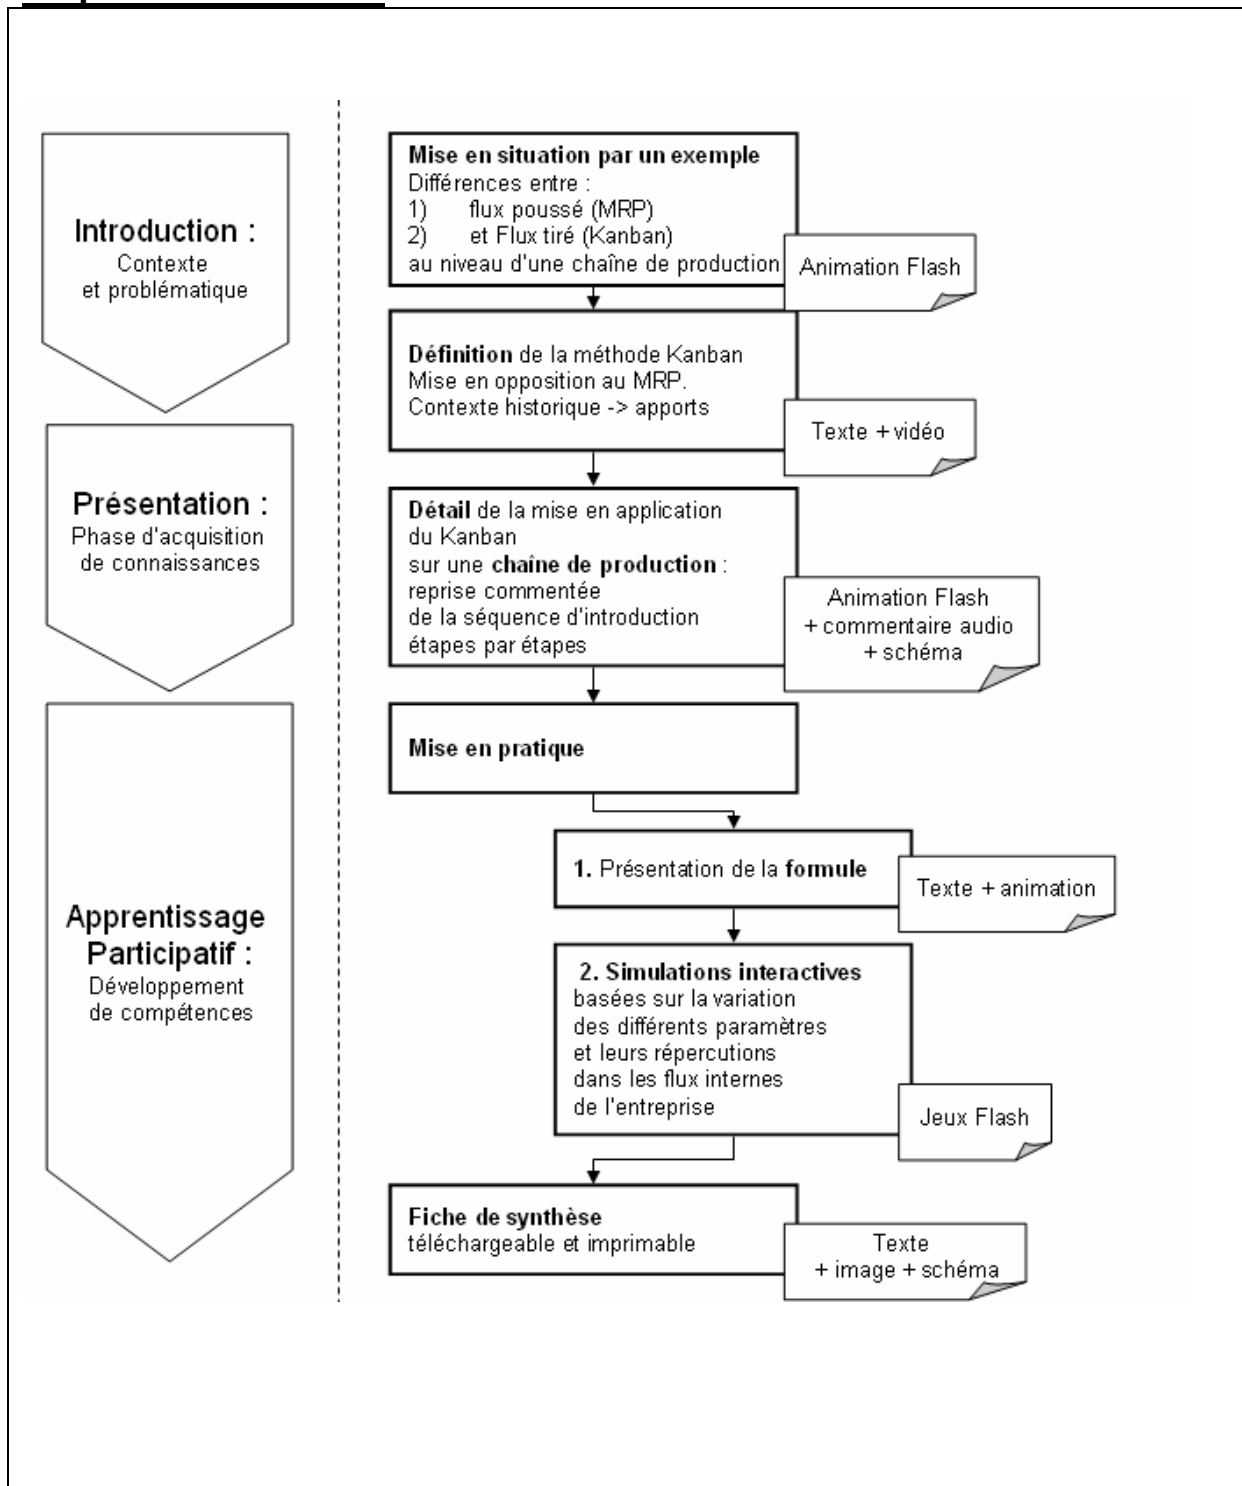 Introduction :
Contexte
et problématique
Mise en situation par un exemple
Différences entre :
1) flux poussé (MRP)
2) et Flux tiré (Kanban)
au niveau d'une chaîne de production
Animation Flash
Définition de la méthode Kanban
Mise en opposition au MRP.
Contexte historique -> apports
Texte + vidéo
Présentation :
Phase d'acquisition
de connaissances
Détail de la mise en application
du Kanban
sur une chaîne de production :
reprise commentée
de la séquence d'introduction
étapes par étapes
Animation Flash
+ commentaire audio
+ schéma
Apprentissage
Participatif :
Développement
de compétences
Mise en pratique
1. Présentation de la formule
Texte + animation
2. Simulations interactives
basées sur la variation
des différents paramètres
et leurs répercutions
dans les flux internes
de l'entreprise
Jeux Flash
Fiche de synthèse
téléchargeable et imprimable
Texte
+ image + schéma